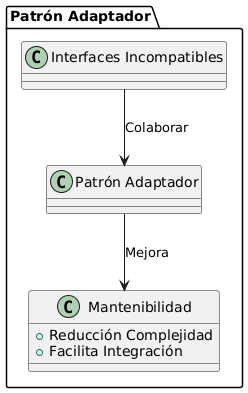 Patrón Adaptador
C Interfaces Incompatibles
Colaborar
C Patrón Adaptador
Mejora
C Mantenibilidad
Reducción Complejidad
Facilita Integración